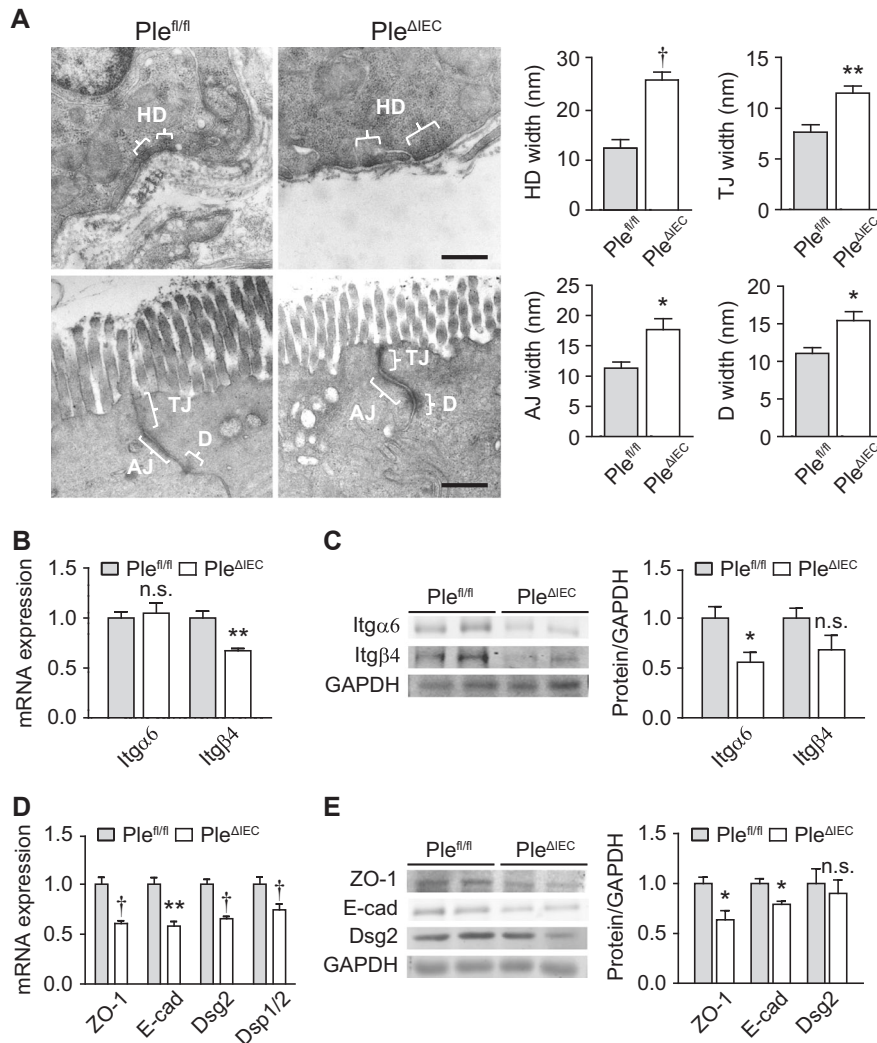 A
Ple^fl/fl
Ple^ΔIEC
HD
HD
TJ
AJ
D
TJ
AJ
D
HD width (nm)
30
20
10
0
†
Ple^fl/fl
Ple^ΔIEC
TJ width (nm)
15
10
5
0
**
Ple^fl/fl
Ple^ΔIEC
AJ width (nm)
25
20
15
10
5
0
*
Ple^fl/fl
Ple^ΔIEC
D width (nm)
20
15
10
5
0
*
Ple^fl/fl
Ple^ΔIEC
B
Ple^fl/fl Ple^ΔIEC
mRNA expression
1.5
1.0
0.5
0.0
n.s.
**
Itgα6
Itgβ4
C
Ple^fl/fl Ple^ΔIEC
Itgα6
Itgβ4
GAPDH
Ple^fl/fl Ple^ΔIEC
Protein/GAPDH
1.5
1.0
0.5
0.0
*
n.s.
Itgα6
Itgβ4
D
Ple^fl/fl Ple^ΔIEC
mRNA expression
1.5
1.0
0.5
0.0
†
**
†
†
ZO-1
E-cad
Dsg2
Dsp1/2
E
Ple^fl/fl Ple^ΔIEC
ZO-1
E-cad
Dsg2
GAPDH
Ple^fl/fl Ple^ΔIEC
Protein/GAPDH
1.5
1.0
0.5
0.0
*
*
n.s.
ZO-1
E-cad
Dsg2